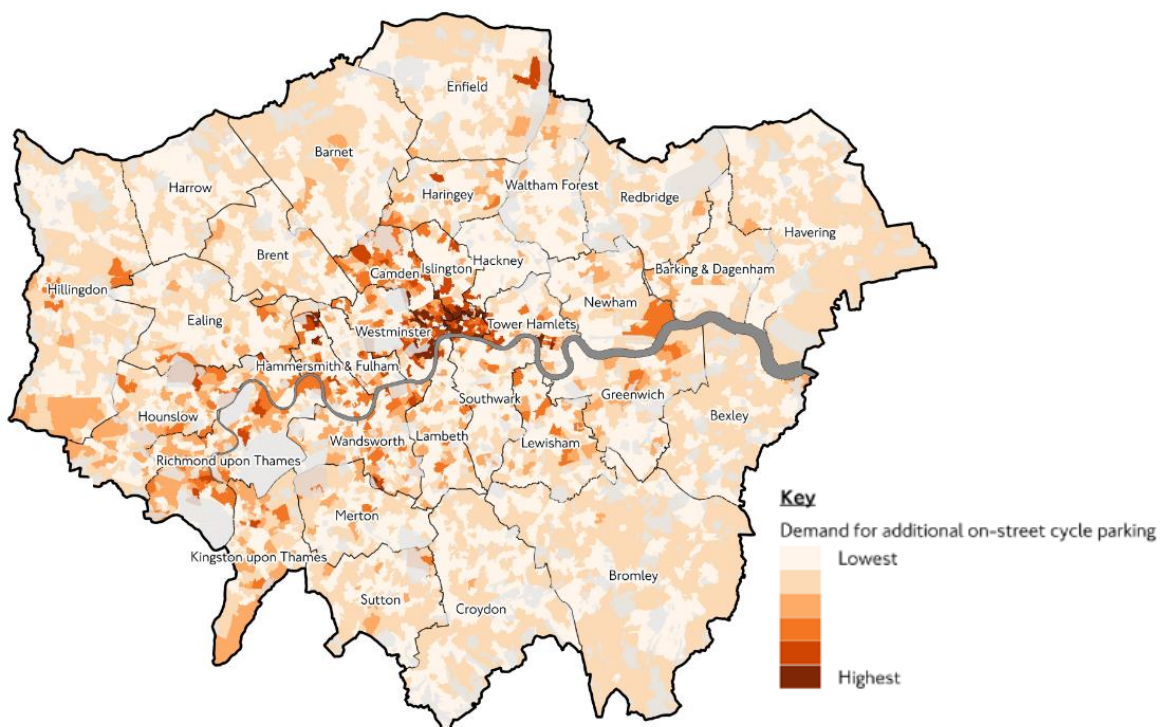 Enfield
Barnet
Harrow
Haringey
Waltham Forest
Redbridge
Havering
Brent
Camden
Islington
Hackney
Barking & Dagenham
Hillingdon
Newham
Ealing
Westminster
Tower Hamlets
Hammersmith & Fulham
Hounslow
Southwark
Greenwich
Bexley
Wandsworth
Lambeth
Lewisham
Richmond upon Thames
Merton
Kingston upon Thames
Bromley
Sutton
Croydon
Key
Demand for additional on-street cycle parking
Lowest
Highest